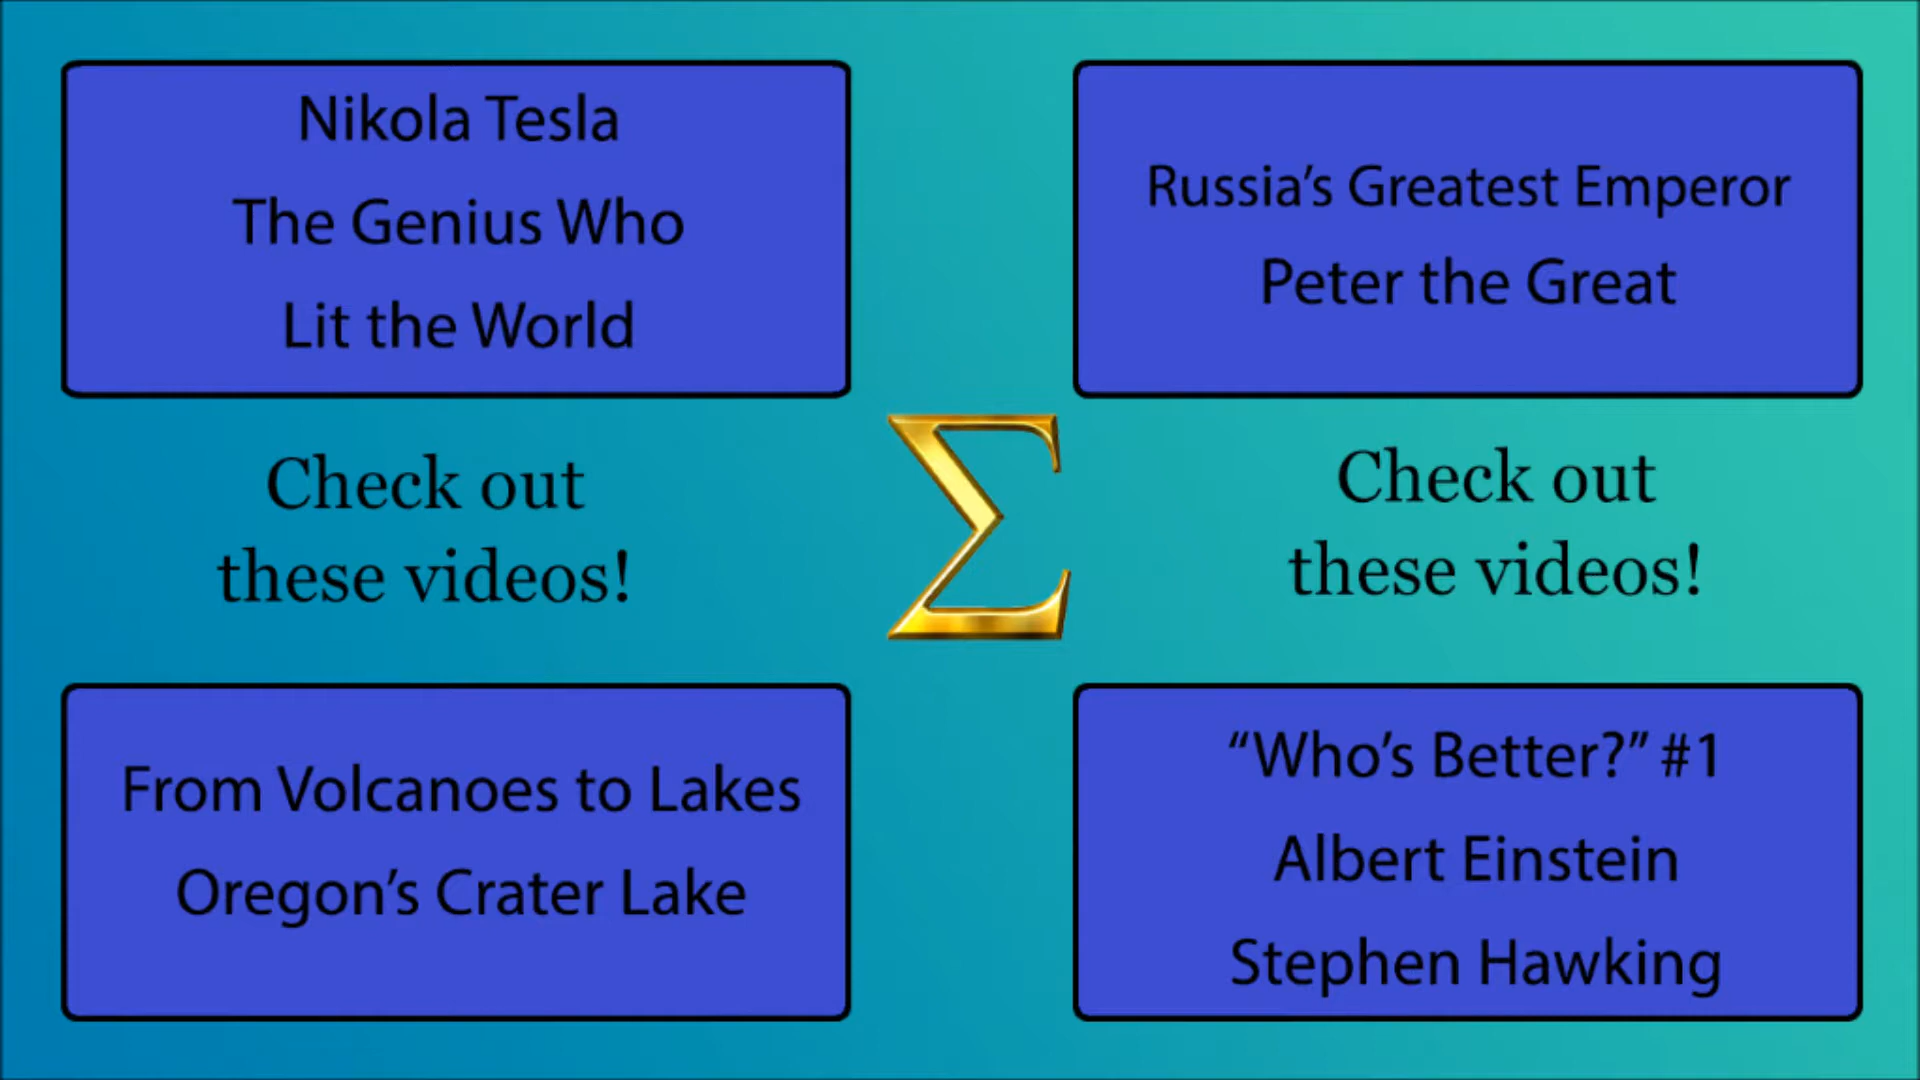 Nikola Tesla
The Genius Who
Lit the World
Russia's Greatest Emperor
Peter the Great
Check out
these videos!
Σ
Check out
these videos!
From Volcanoes to Lakes
Oregon's Crater Lake
“Who’s Better?” #1
Albert Einstein
Stephen Hawking